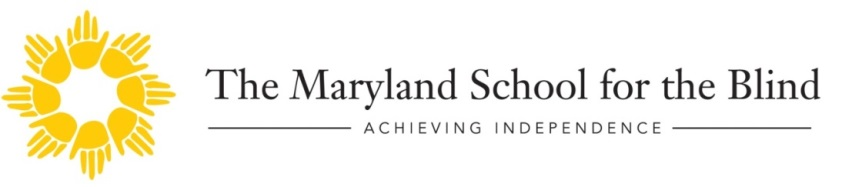 The Maryland School for the Blind
ACHIEVING INDEPENDENCE